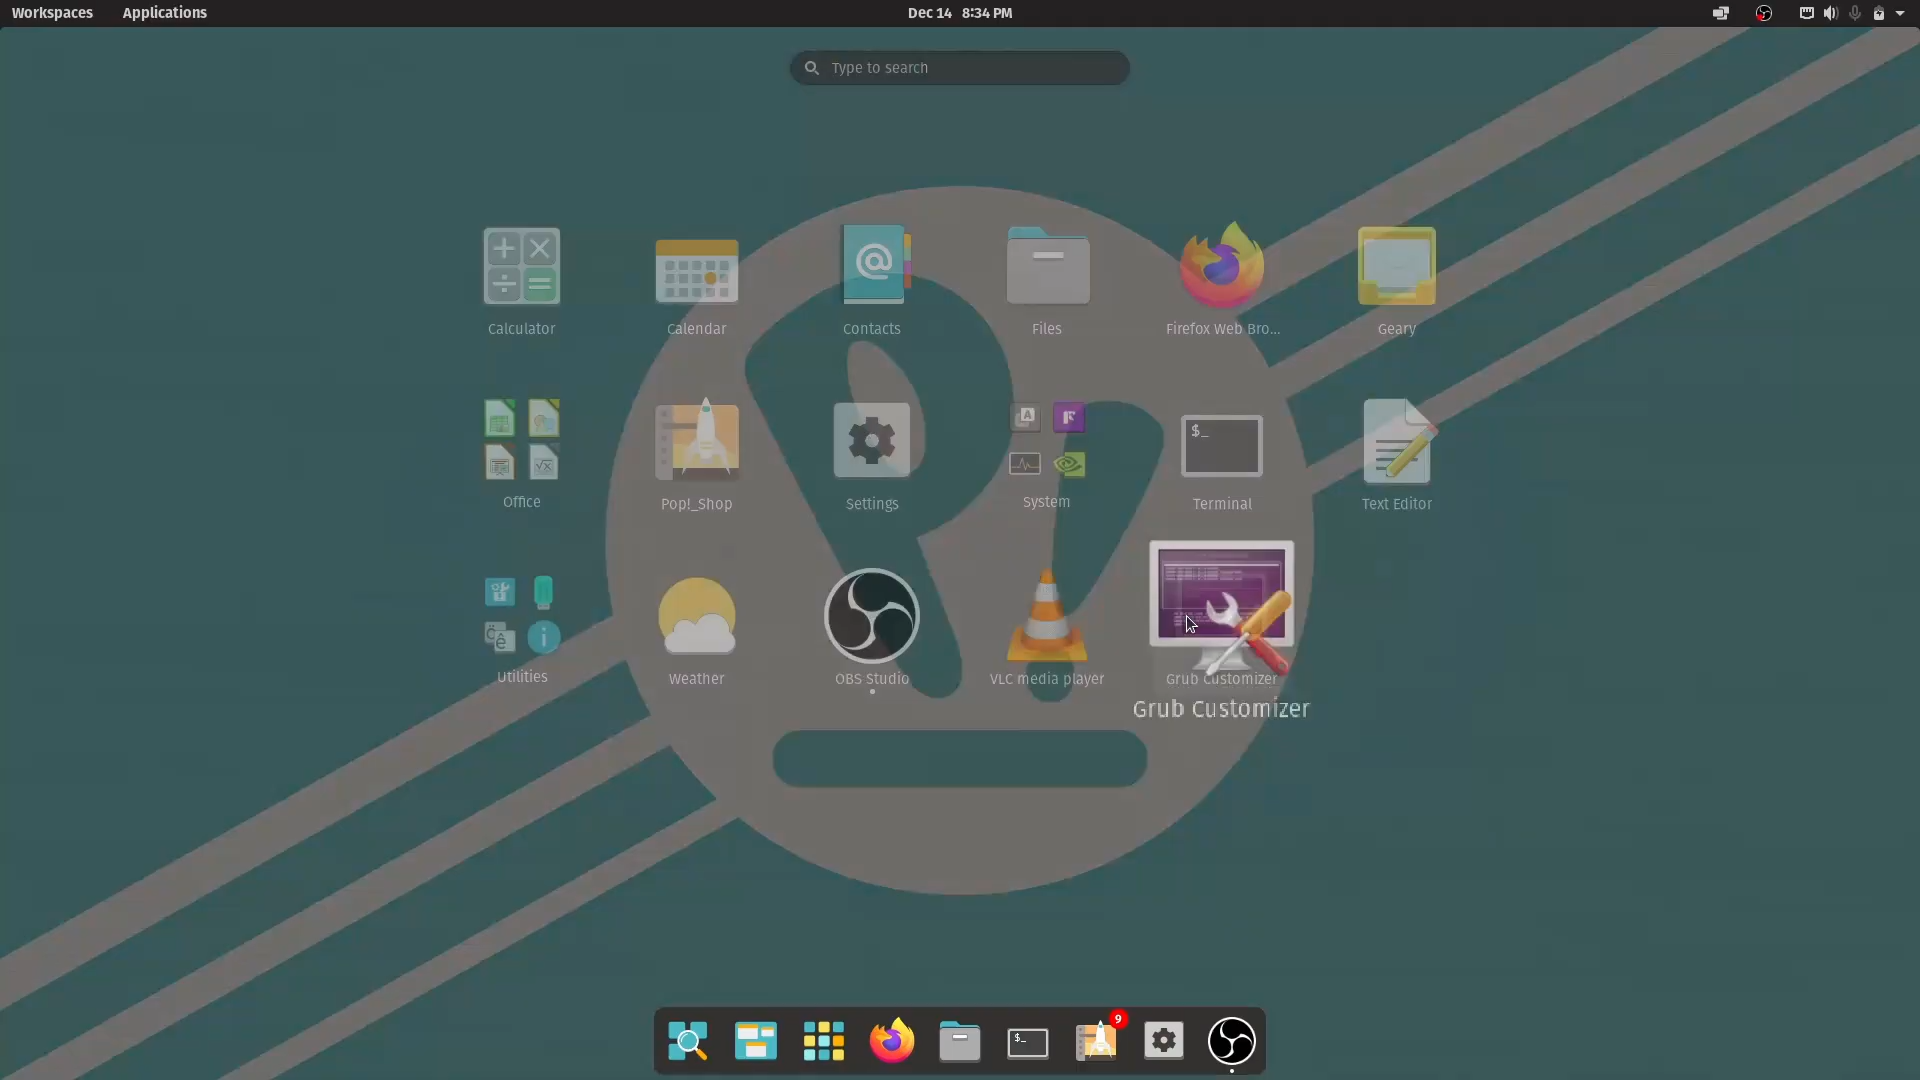 Workspaces Applications Dec 14 8:34 PM
Type to search
Calculator Calendar Contacts Files Firefox Web Bro... Geary
$_
Office Pop!_Shop Settings System Terminal Text Editor
Utilities Weather OBS Studio VLC media player Grub Customizer
Grub Customizer
9
$_